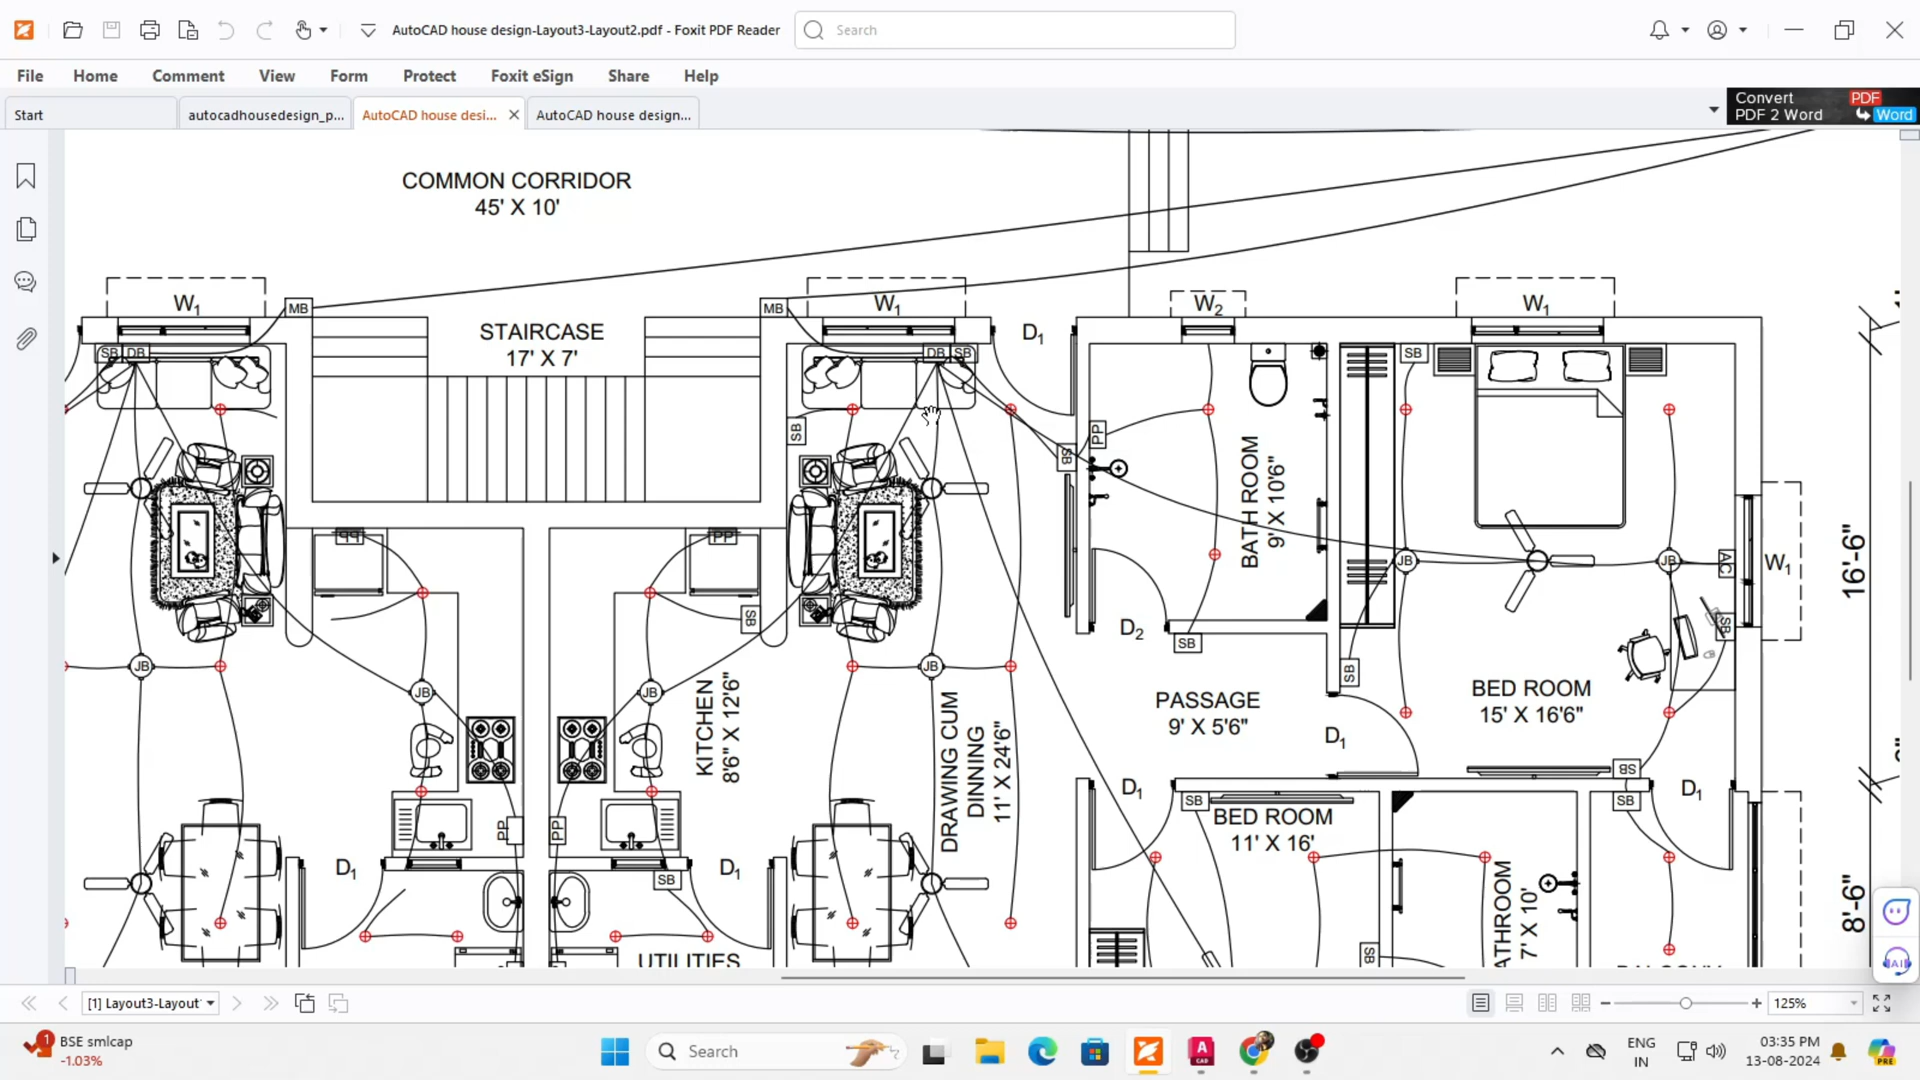 AutoCAD house design-Layout3-Layout2.pdf - Foxit PDF Reader
Search
File Home Comment View Form Protect Foxit eSign Share Help
Start
autocadhousedesign_p...
AutoCAD house desi...
AutoCAD house design...
Convert
PDF 2 Word
PDF
Word
COMMON CORRIDOR
45' X 10'
W1
MB
STAIRCASE
17' X 7'
MB
W1
D1
W2
W1
SB DB
DB SB
SB
SB
PP
SB
BATH ROOM
9' X 10'6"
JB
JB
AC
W1
16'-6"
PP
PP
SB
D2
SB
SB
SB
JB
JB
JB
JB
KITCHEN
8'6" X 12'6"
DRAWING CUM
DINNING
11' X 24'6"
PASSAGE
9' X 5'6"
BED ROOM
15' X 16'6"
D1
D1
D1
SB
SB
SB
BED ROOM
11' X 16'
PP
PP
D1
SB
D1
SB
ATHROOM
7' X 10'
8'-6"
UTILITIES
AI
[1] Layout3-Layout
125%
BSE smlcap
-1.03%
1
Search
A
CAD
ENG
IN
03:35 PM
13-08-2024
PRE